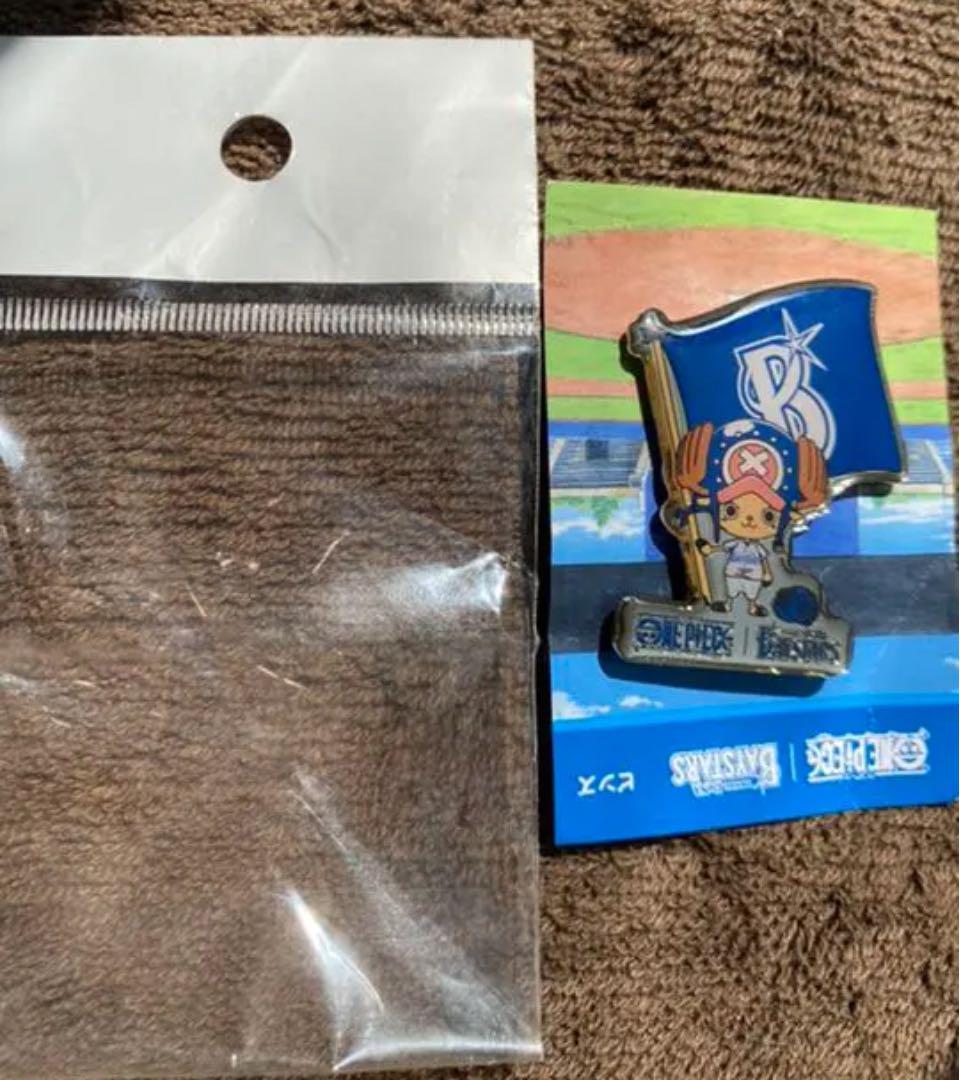 B
ONE PIECE
BAYSTARS
ONE PIECE | BAYSTARS ピンズ